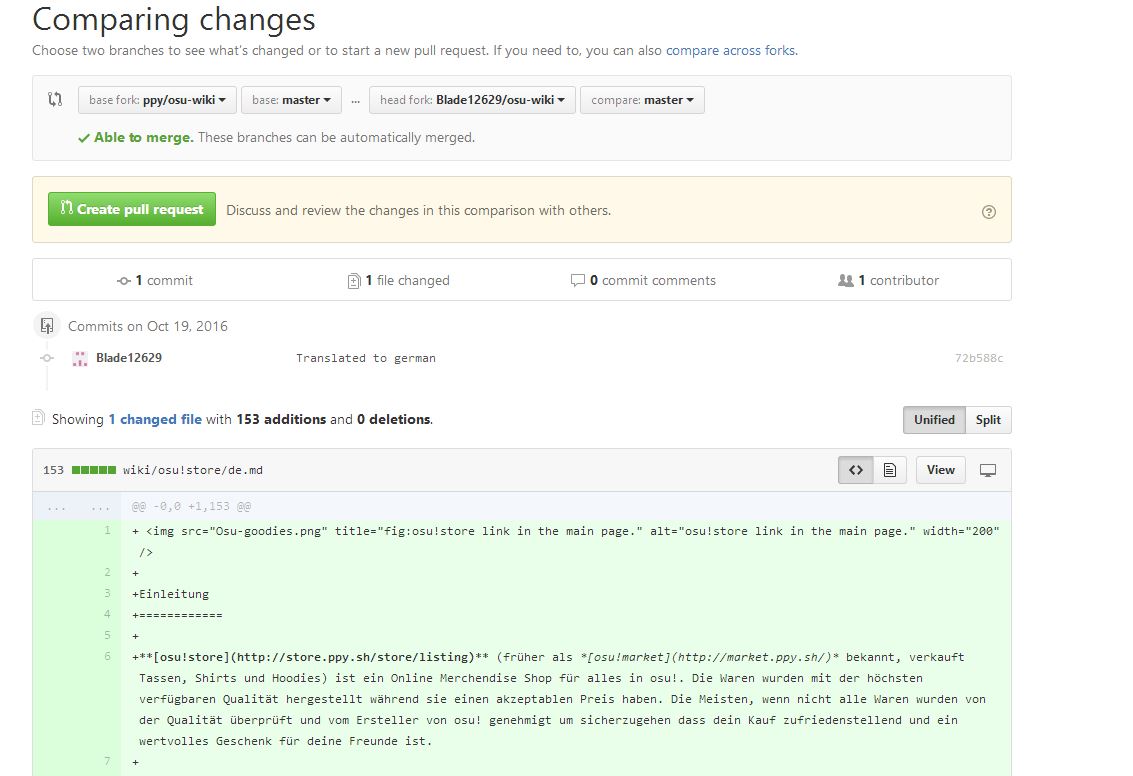 Comparing changes
Choose two branches to see what's changed or to start a new pull request. If you need to, you can also compare across forks.
base fork: ppy/osu-wiki base: master ... head fork: Blade12629/osu-wiki compare: master
Able to merge. These branches can be automatically merged.
Create pull request Discuss and review the changes in this comparison with others.
1 commit 1 file changed 0 commit comments 1 contributor
Commits on Oct 19, 2016
Blade12629 Translated to german 72b588c
Showing 1 changed file with 153 additions and 0 deletions. Unified Split
153 wiki/osu!store/de.md <> View
... ... @@ -0,0 +1,153 @@
1 + <img src="Osu-goodies.png" title="fig:osu!store link in the main page." alt="osu!store link in the main page." width="200"
/>
2 +
3 +Einleitung
4 +============
5 +
6 +**[osu!store](http://store.ppy.sh/store/listing)** (früher als *[osu!market](http://market.ppy.sh/)* bekannt, verkauft
Tassen, Shirts und Hoodies) ist ein Online Merchendise Shop für alles in osu!. Die Waren wurden mit der höchsten
verfügbaren Qualität hergestellt während sie einen akzeptablen Preis haben. Die Meisten, wenn nicht alle Waren wurden von
der Qualität überprüft und vom Ersteller von osu! genehmigt um sicherzugehen dass dein Kauf zufriedenstellend und ein
wertvolles Geschenk für deine Freunde ist.
7 +